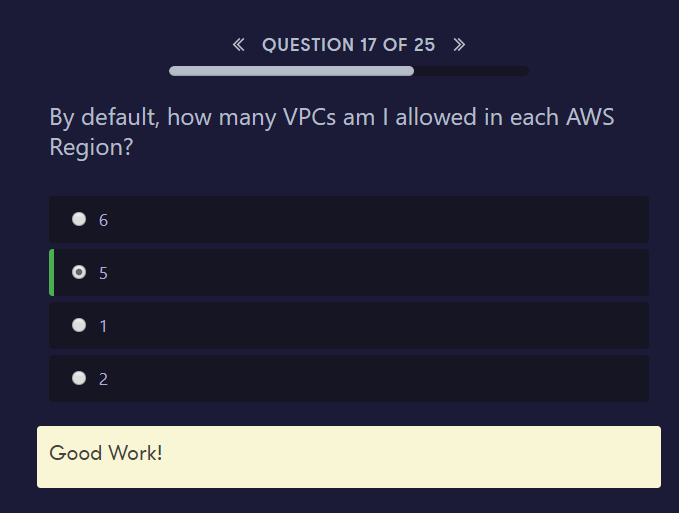 « QUESTION 17 OF 25 »
By default, how many VPCs am I allowed in each AWS
Region?
6
5
1
2
Good Work!